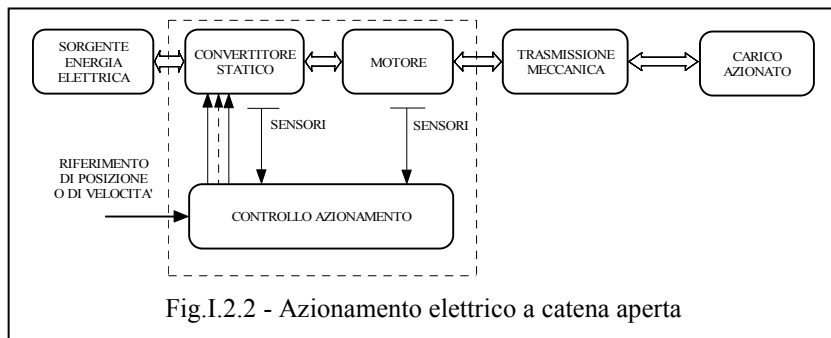 SORGENTE
ENERGIA
ELETTRICA
CONVERTITORE
STATICO
MOTORE
TRASMISSIONE
MECCANICA
CARICO
AZIONATO
SENSORI
SENSORI
RIFERIMENTO
DI POSIZIONE
O DI VELOCITA'
CONTROLLO AZIONAMENTO
Fig.I.2.2 - Azionamento elettrico a catena aperta